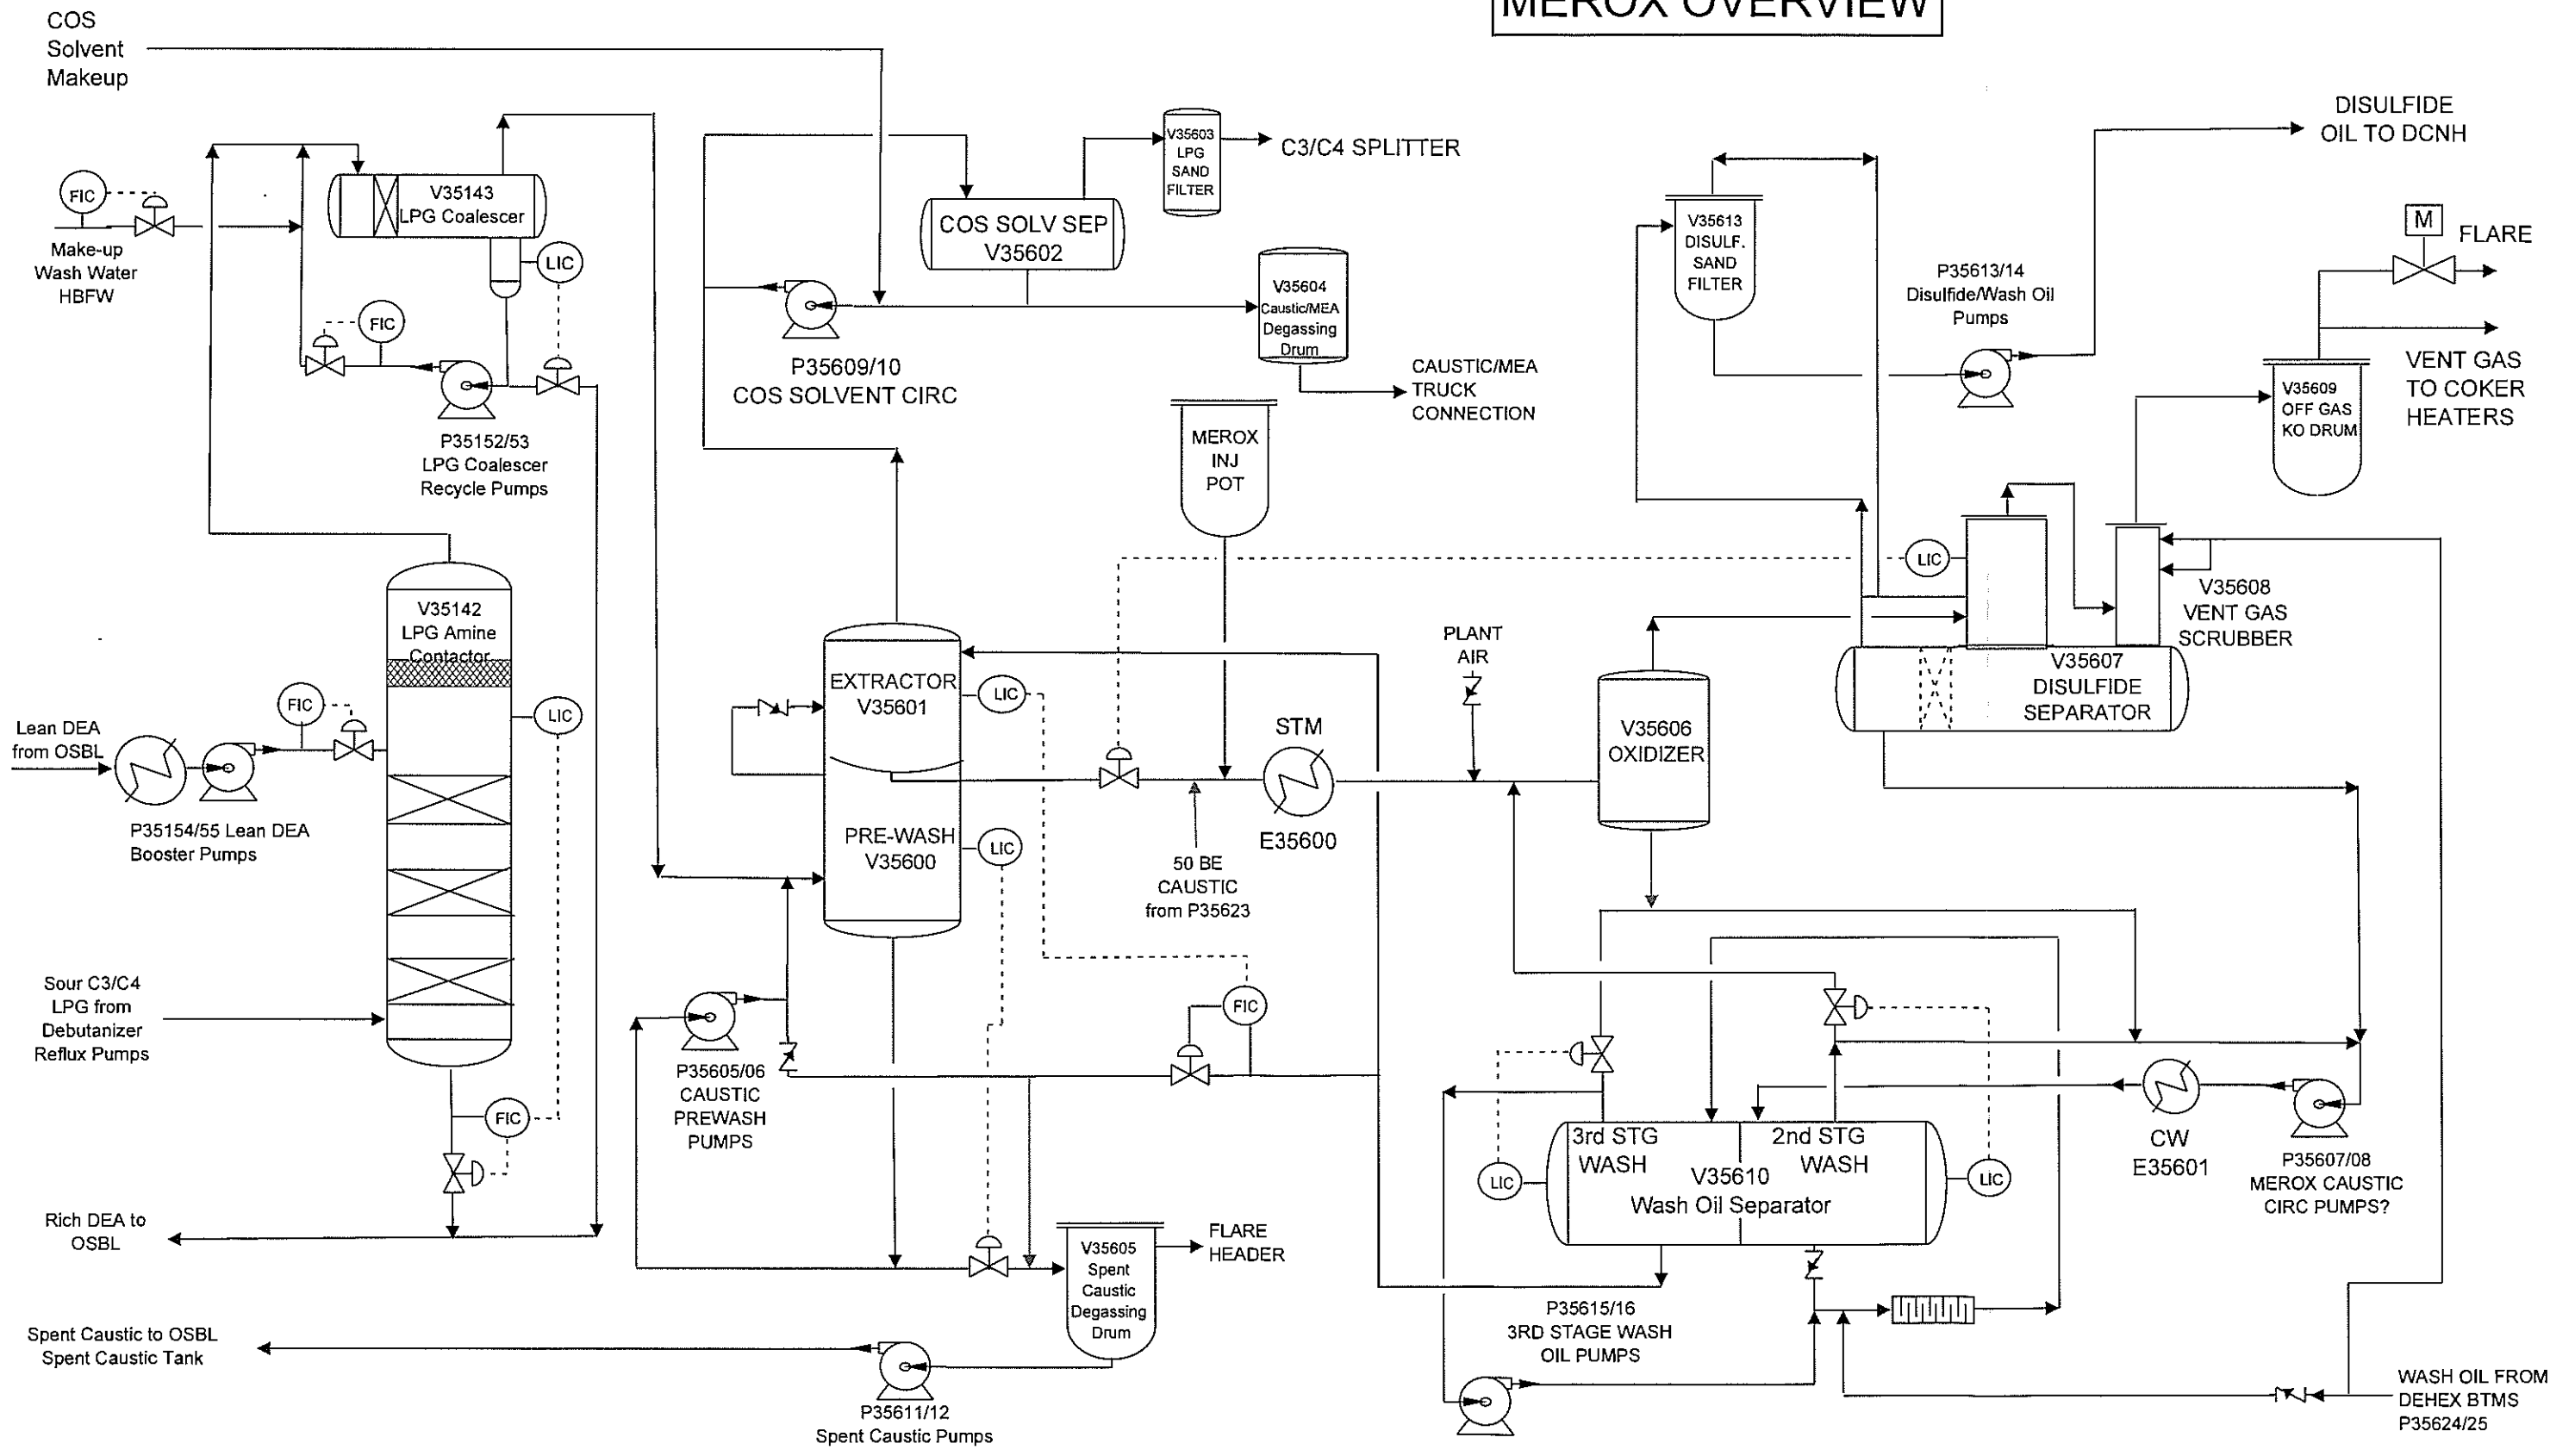 MEROX OVERVIEW
COS
Solvent
Makeup
FIC
Make-up
Wash Water
HBFW
V35143
LPG Coalescer
LIC
FIC
P35152/53
LPG Coalescer
Recycle Pumps
V35142
LPG Amine
Contactor
FIC
LIC
Lean DEA
from OSBL
P35154/55 Lean DEA
Booster Pumps
Sour C3/C4
LPG from
Debutanizer
Reflux Pumps
FIC
Rich DEA to
OSBL
Spent Caustic to OSBL
Spent Caustic Tank
V35603
LPG
SAND
FILTER
C3/C4 SPLITTER
COS SOLV SEP
V35602
V35604
Caustic/MEA
Degassing
Drum
P35609/10
COS SOLVENT CIRC
CAUSTIC/MEA
TRUCK
CONNECTION
MEROX
INJ
POT
EXTRACTOR
V35601
LIC
PRE-WASH
V35600
LIC
STM
E35600
50 BE
CAUSTIC
from P35623
PLANT
AIR
V35606
OXIDIZER
P35605/06
CAUSTIC
PREWASH
PUMPS
FIC
V35605
Spent
Caustic
Degassing
Drum
FLARE
HEADER
P35611/12
Spent Caustic Pumps
DISULFIDE
OIL TO DCNH
V35613
DISULF.
SAND
FILTER
P35613/14
Disulfide/Wash Oil
Pumps
M
FLARE
VENT GAS
TO COKER
HEATERS
V35609
OFF GAS
KO DRUM
LIC
V35608
VENT GAS
SCRUBBER
V35607
DISULFIDE
SEPARATOR
3rd STG
WASH
2nd STG
WASH
V35610
Wash Oil Separator
LIC
LIC
CW
E35601
P35607/08
MEROX CAUSTIC
CIRC PUMPS?
P35615/16
3RD STAGE WASH
OIL PUMPS
WASH OIL FROM
DEHEX BTMS
P35624/25